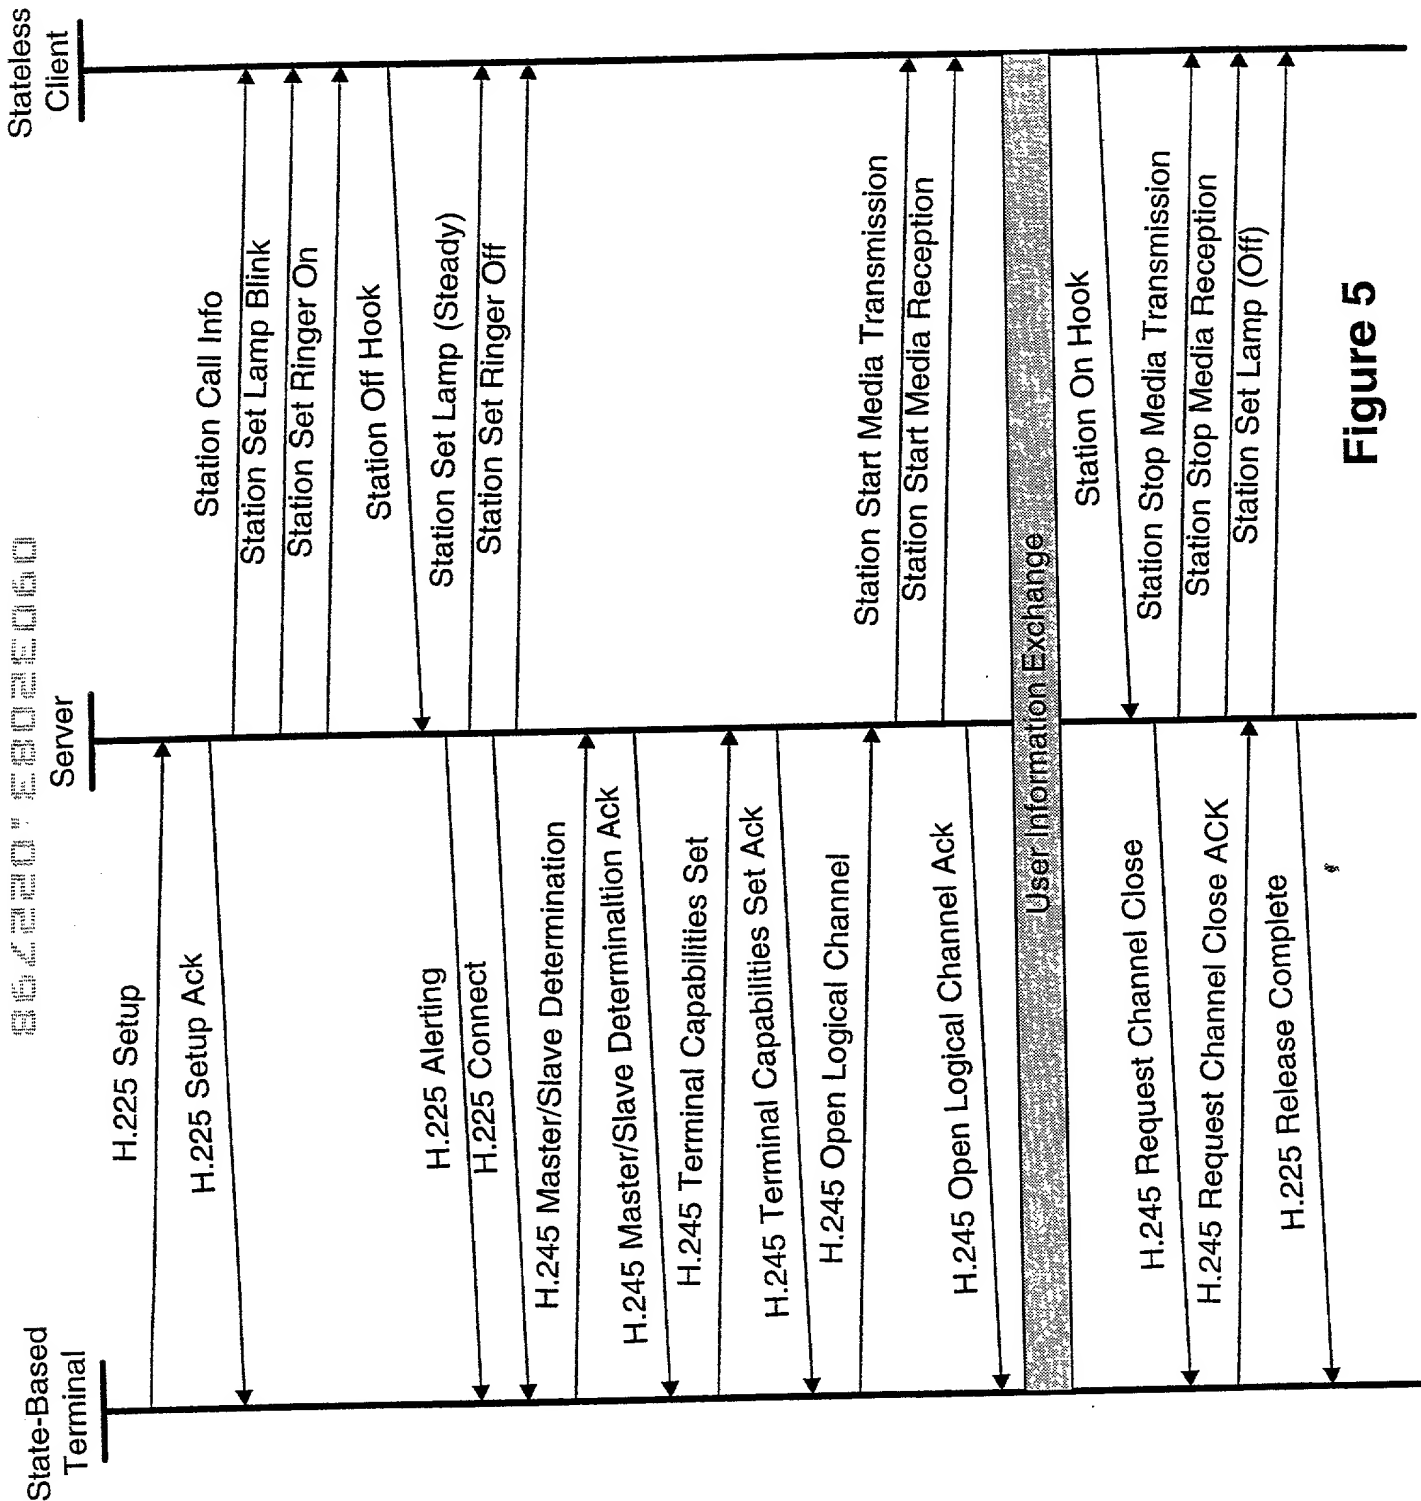 State-Based
Terminal
Server
Stateless
Client
H.225 Setup
H.225 Setup Ack
Station Call Info
Station Set Lamp Blink
Station Set Ringer On
Station Off Hook
H.225 Alerting
Station Set Lamp (Steady)
H.225 Connect
Station Set Ringer Off
H.245 Master/Slave Determination
H.245 Master/Slave Determinaltion Ack
H.245 Terminal Capabilities Set
H.245 Terminal Capabilities Set Ack
H.245 Open Logical Channel
Station Start Media Transmission
Station Start Media Reception
H.245 Open Logical Channel Ack
User Information Exchange
Station On Hook
H.245 Request Channel Close
Station Stop Media Transmission
Station Stop Media Reception
H.245 Request Channel Close ACK
Station Set Lamp (Off)
H.225 Release Complete
Figure 5